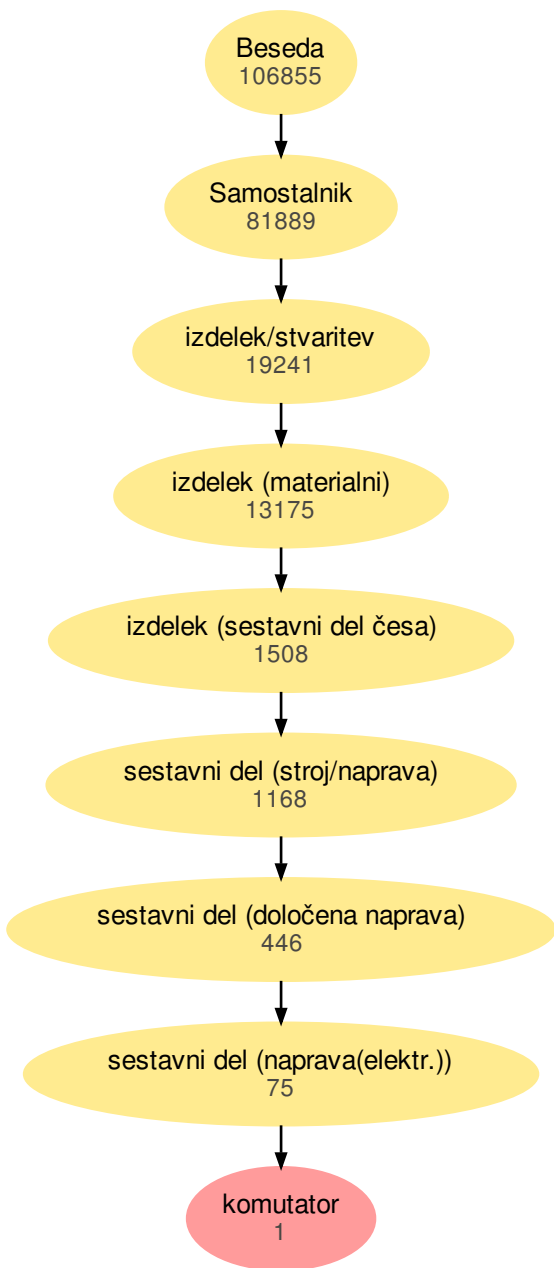 Beseda
106855
Samostalnik
81889
izdelek/stvaritev
19241
izdelek (materialni)
13175
izdelek (sestavni del česa)
1508
sestavni del (stroj/naprava)
1168
sestavni del (določena naprava)
446
sestavni del (naprava(elektr.))
75
komutator
1